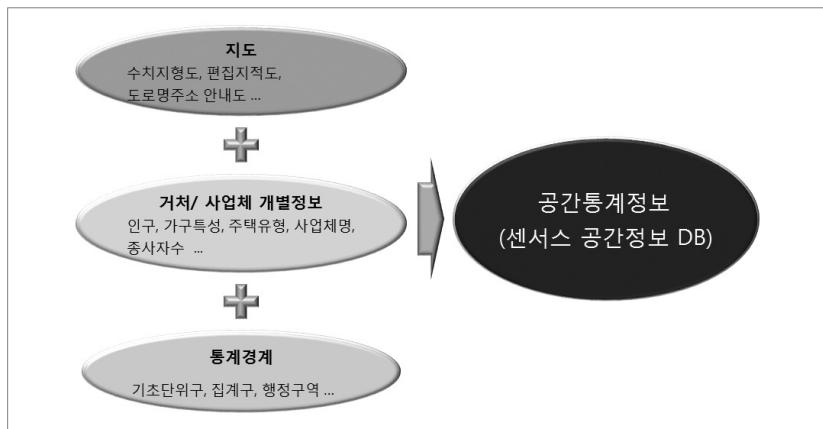 지도
수치지형도, 편집지적도,
도로명주소 안내도 ...
거처/ 사업체 개별정보
인구, 가구특성, 주택유형, 사업체명,
종사자수 ...
통계경계
기초단위구, 집계구, 행정구역 ...
공간통계정보
(센서스 공간정보 DB)